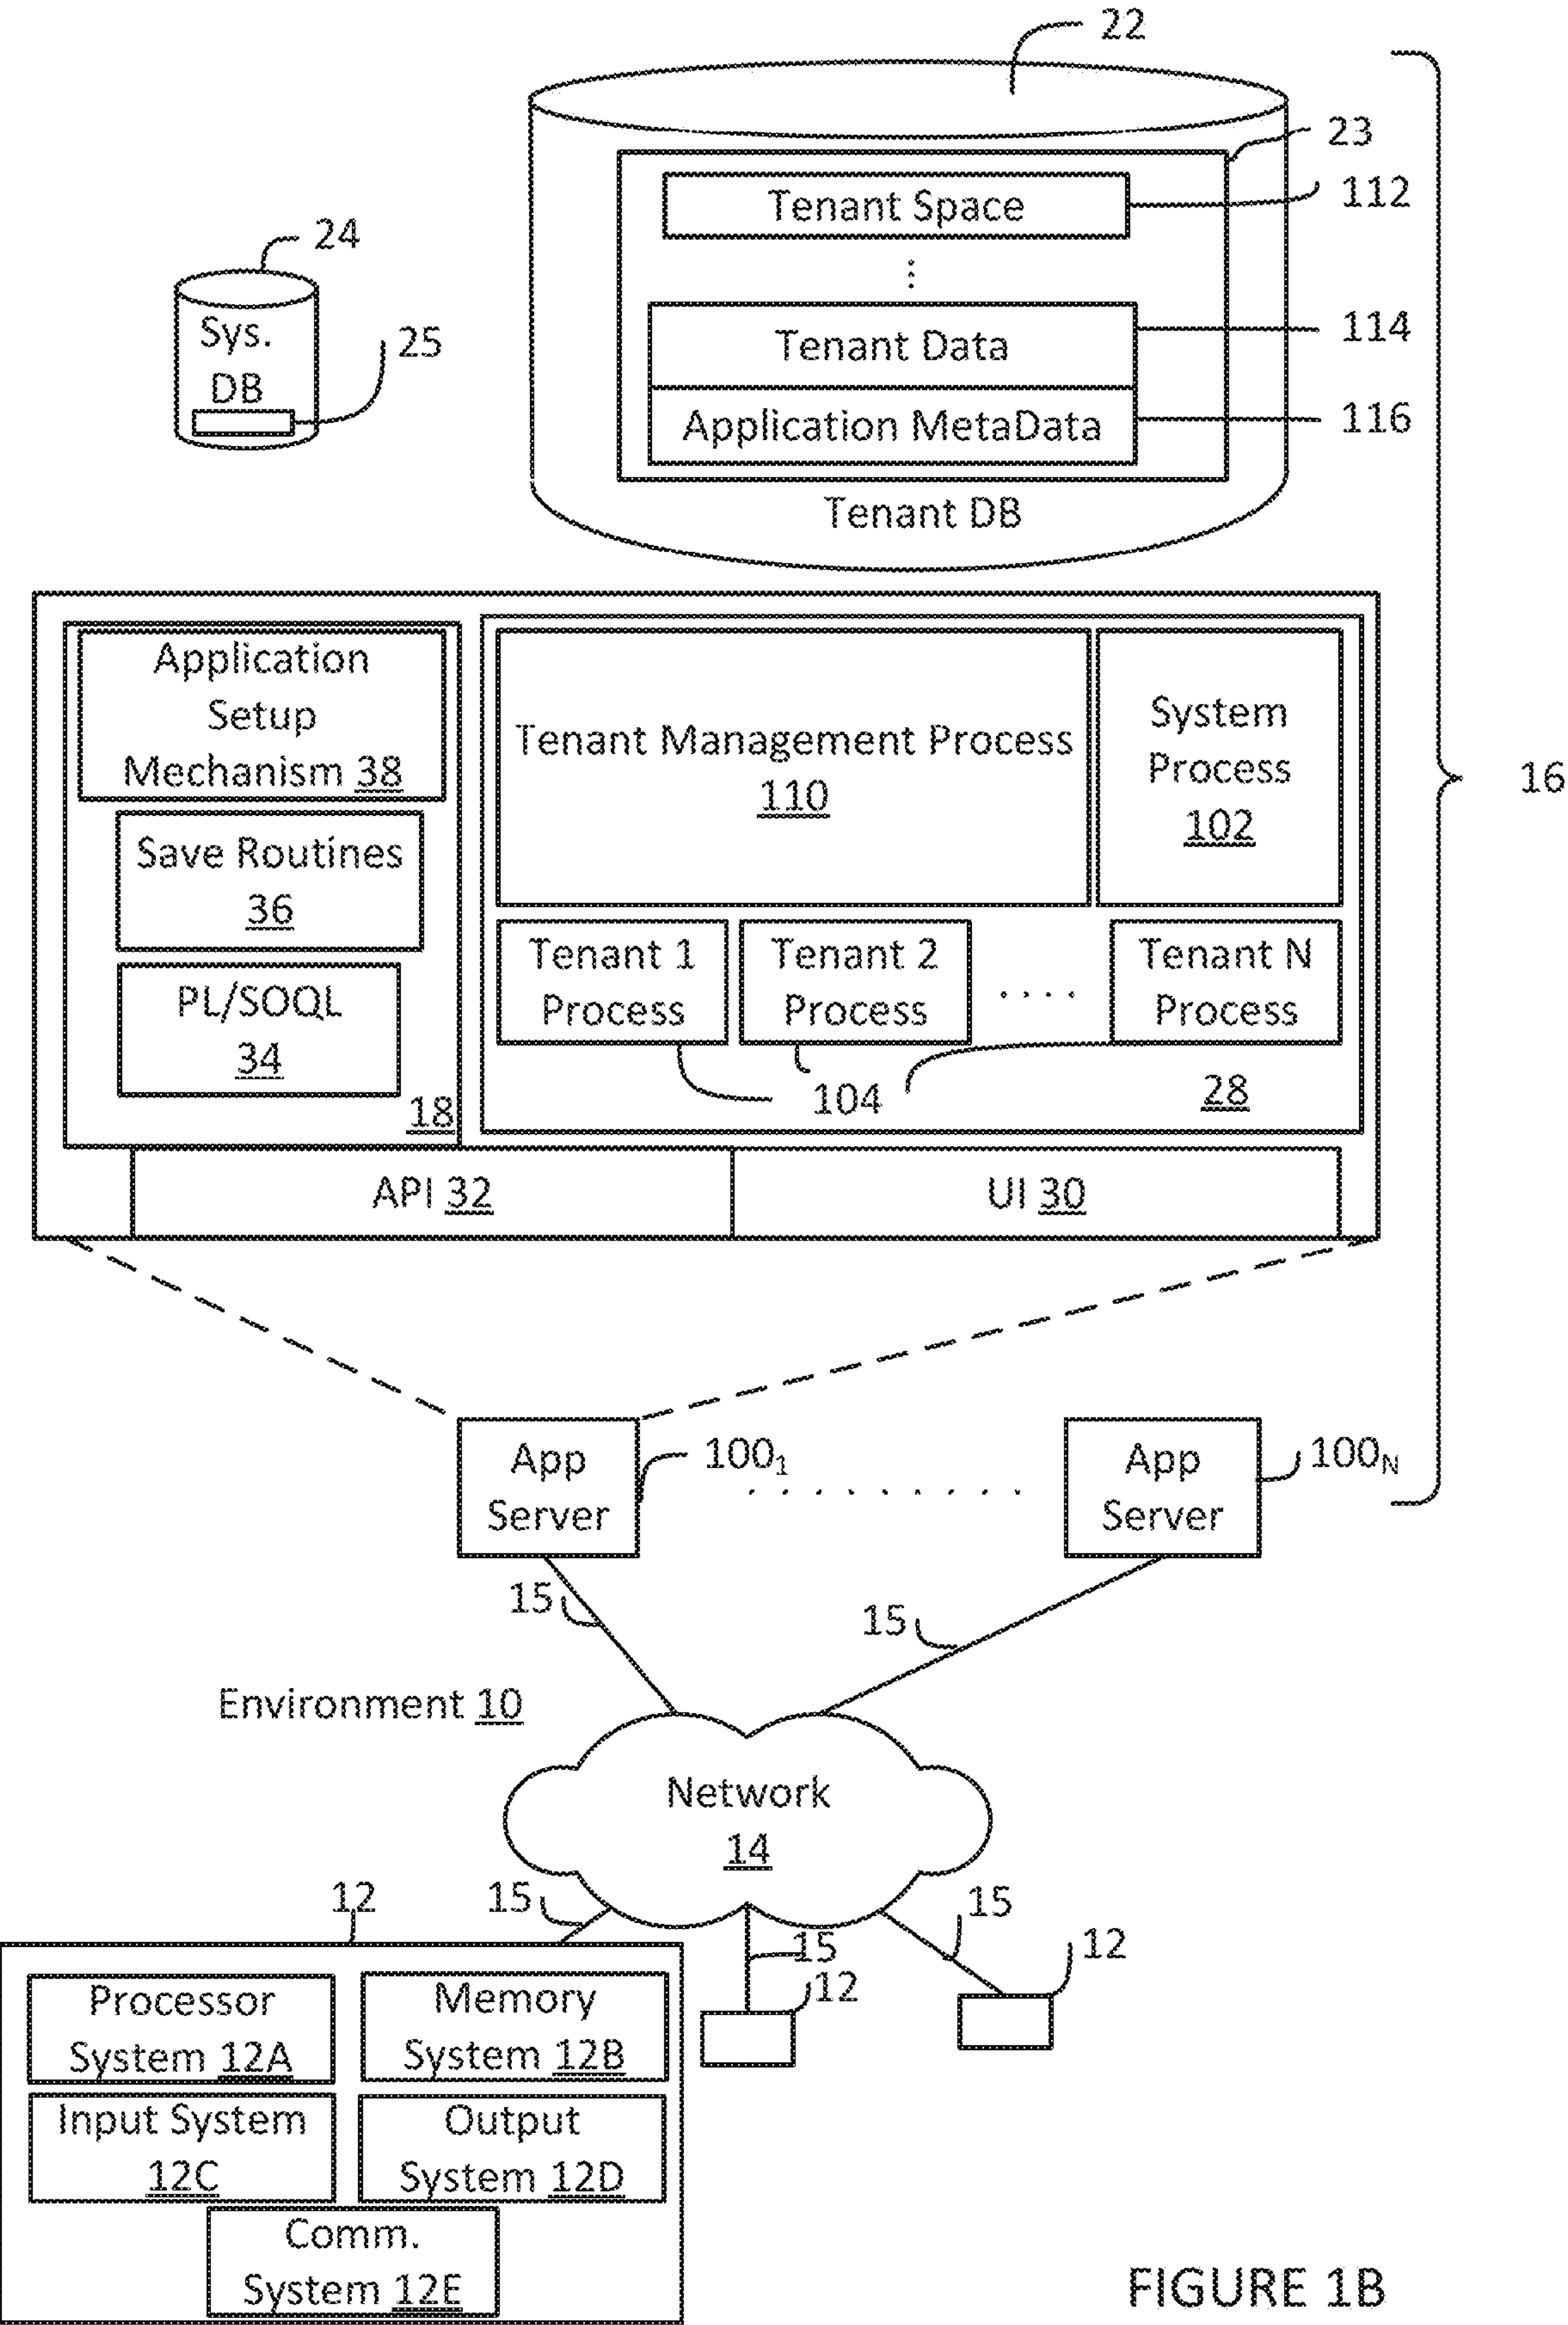 22
23
Tenant Space
112
24
Tenant Data
114
Sys.
DB
25
Application MetaData
116
Tenant DB
Application
Setup
Mechanism 38
Tenant Management Process
110
System
Process
102
16
Save Routines
36
Tenant 1
Process
Tenant 2
Process
. . . .
Tenant N
Process
PL/SOQL
34
104
28
18
API 32
UI 30
App
Server
100₁
. . . . . . . . .
App
Server
100N
15
15
Environment 10
Network
14
12
15
15
15
12
12
Processor
System 12A
Memory
System 12B
Input System
12C
Output
System 12D
Comm.
System 12E
FIGURE 1B